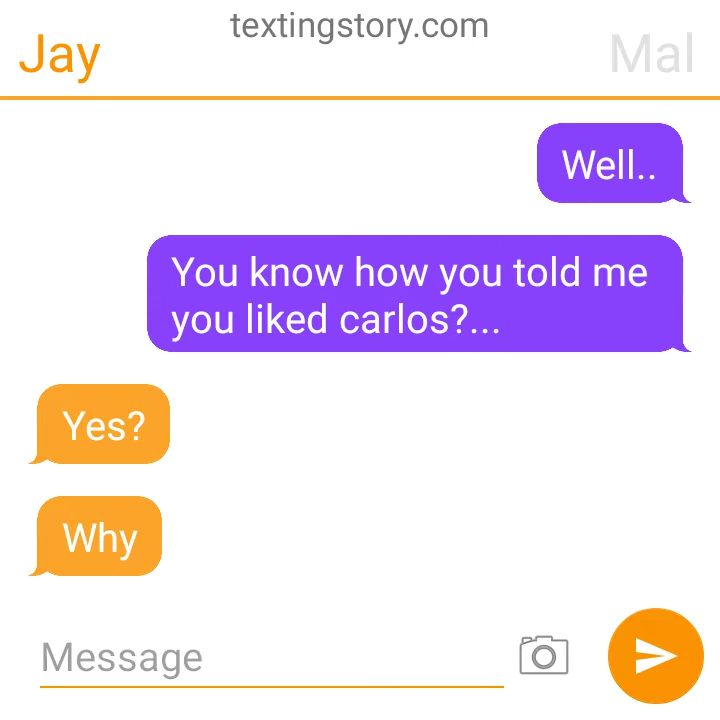 textingstory.com
Jay
Mal
Well..
You know how you told me
you liked carlos?...
Yes?
Why
Message